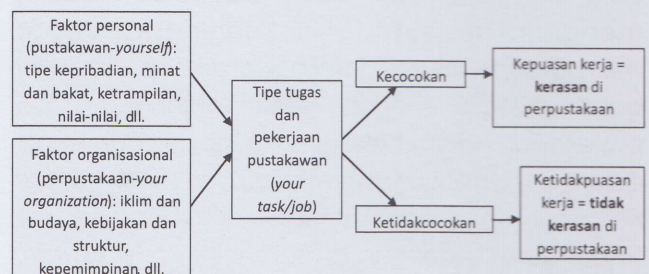 Faktor personal
(pustakawan-yourself):
tipe kepribadian, minat
dan bakat, ketrampilan,
nilai-nilai, dll.
Faktor organisasional
(perpustakaan-your
organization): iklim dan
budaya, kebijakan dan
struktur,
kepemimpinan, dll.
Tipe tugas
dan
pekerjaan
pustakawan
(your
task/job)
Kecocokan
Kepuasan kerja =
kerasan di
perpustakaan
Ketidakcocokan
Ketidakpuasan
kerja = tidak
kerasan di
perpustakaan